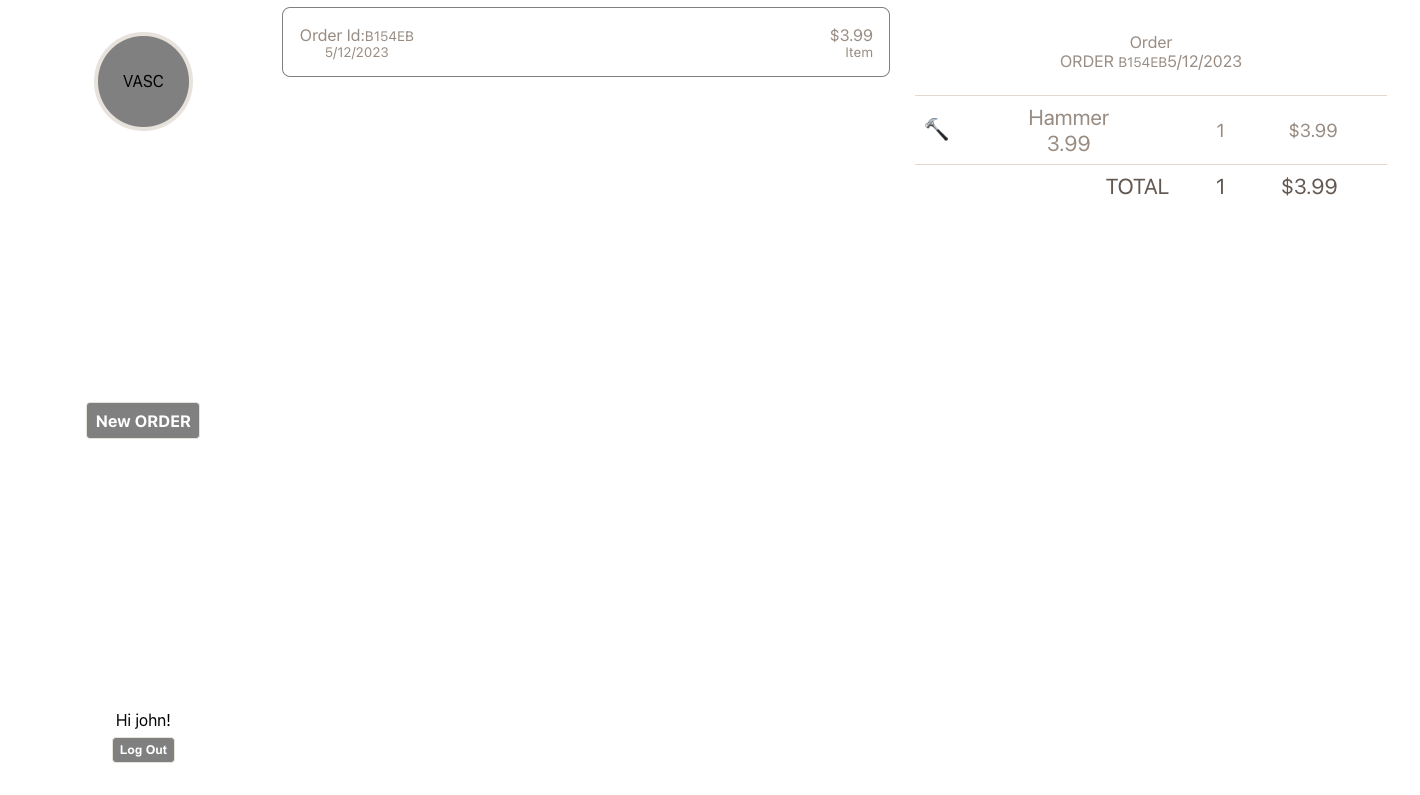 VASC
New ORDER
Hi john!
Log Out
Order Id:B154EB
5/12/2023
$3.99
Item
Order
ORDER B154EB5/12/2023
Hammer
3.99
1
$3.99
TOTAL 1 $3.99